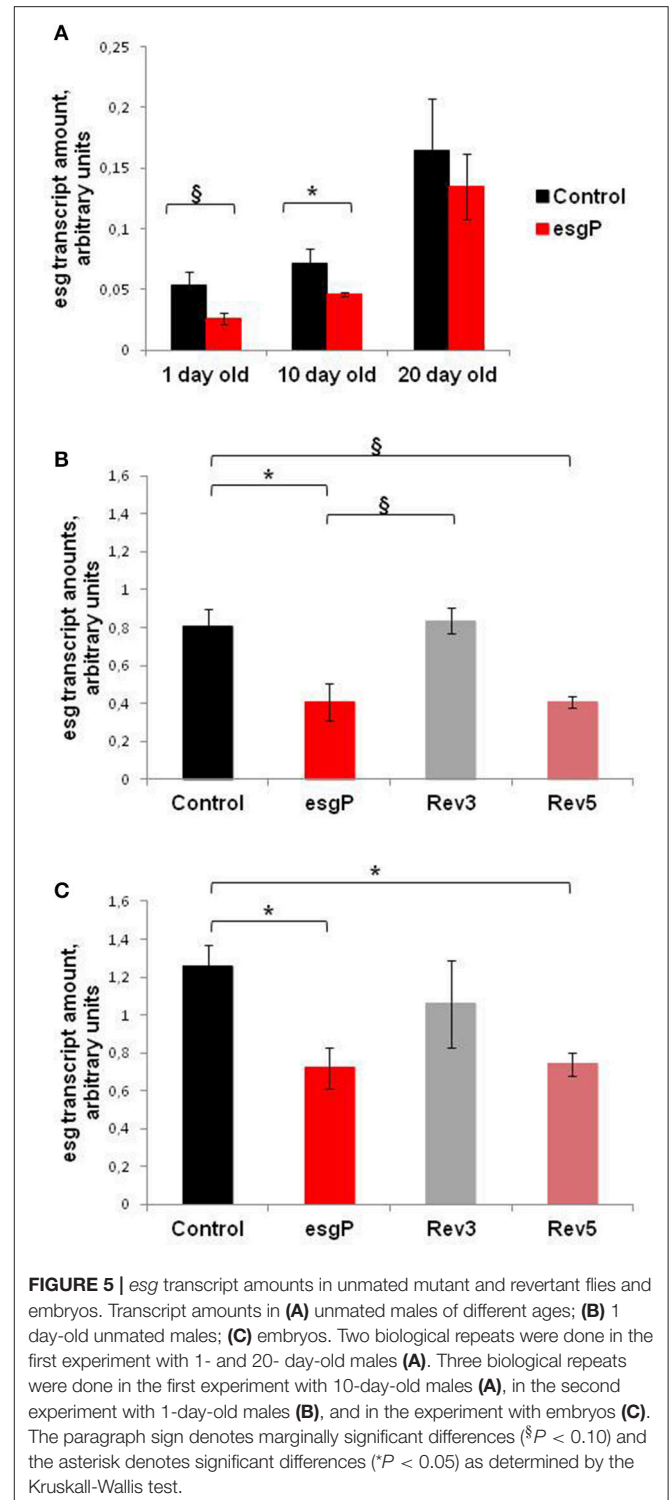 A
esg transcript amount,
arbitrary units
0,25
0,2
0,15
0,1
0,05
0
§
*
Control
esgP
1 day old 10 day old 20 day old
B
esg transcript amounts,
arbitrary units
1,6
1,4
1,2
1
0,8
0,6
0,4
0,2
0
§
*
§
Control esgP Rev3 Rev5
C
esg transcript amount,
arbitrary units
1,6
1,4
1,2
1
0,8
0,6
0,4
0,2
0
*
*
Control esgP Rev3 Rev5
FIGURE 5 | esg transcript amounts in unmated mutant and revertant flies and
embryos. Transcript amounts in (A) unmated males of different ages; (B) 1
day-old unmated males; (C) embryos. Two biological repeats were done in the
first experiment with 1- and 20- day-old males (A). Three biological repeats
were done in the first experiment with 10-day-old males (A), in the second
experiment with 1-day-old males (B), and in the experiment with embryos (C).
The paragraph sign denotes marginally significant differences (§P < 0.10) and
the asterisk denotes significant differences (*P < 0.05) as determined by the
Kruskall-Wallis test.